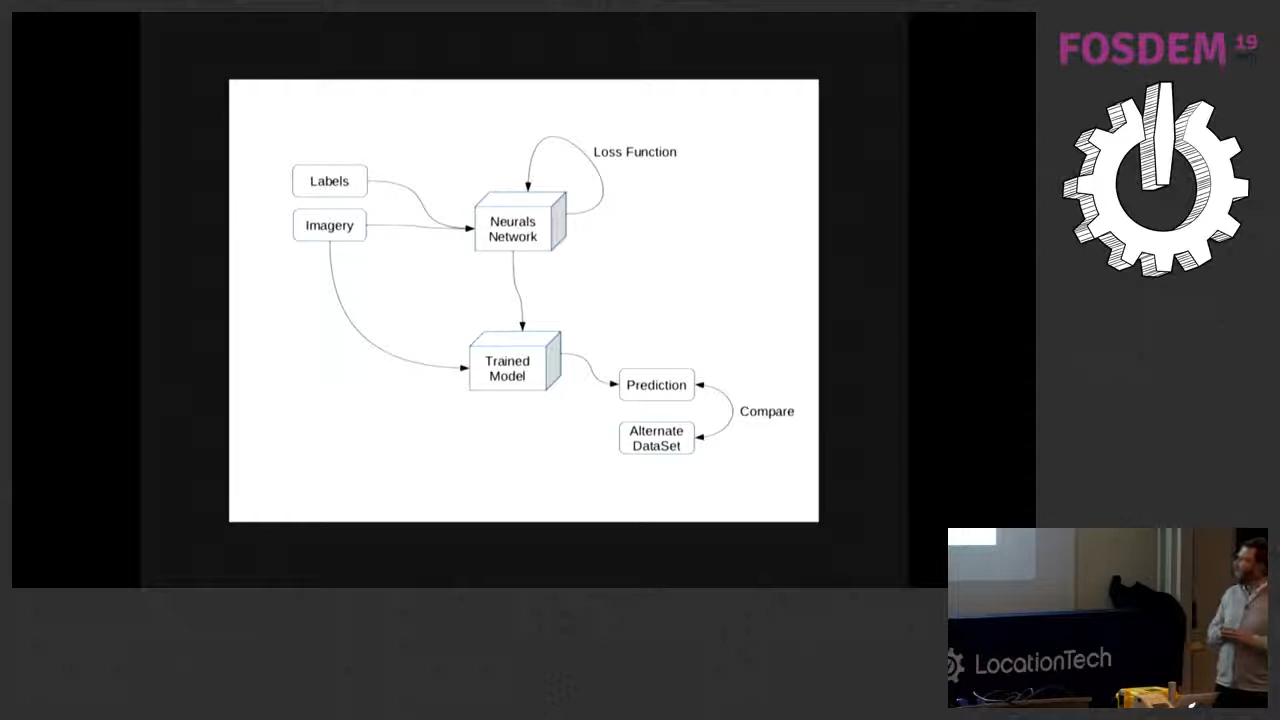 FOSDEM 19
Loss Function
Labels
Imagery
Neurals
Network
Trained
Model
Prediction
Compare
Alternate
DataSet
LocationTech